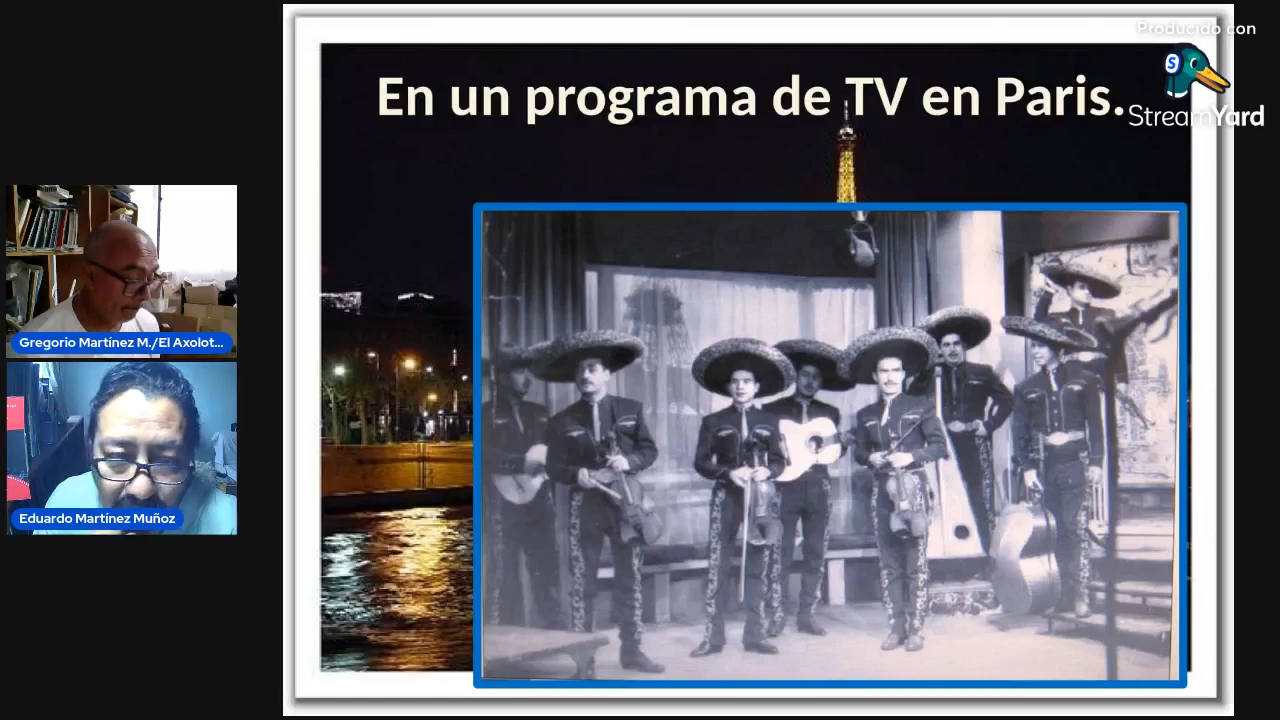 En un programa de TV en Paris.
Producido con
StreamYard
Gregorio Martínez M./El Axolot...
Eduardo Martínez Muñoz